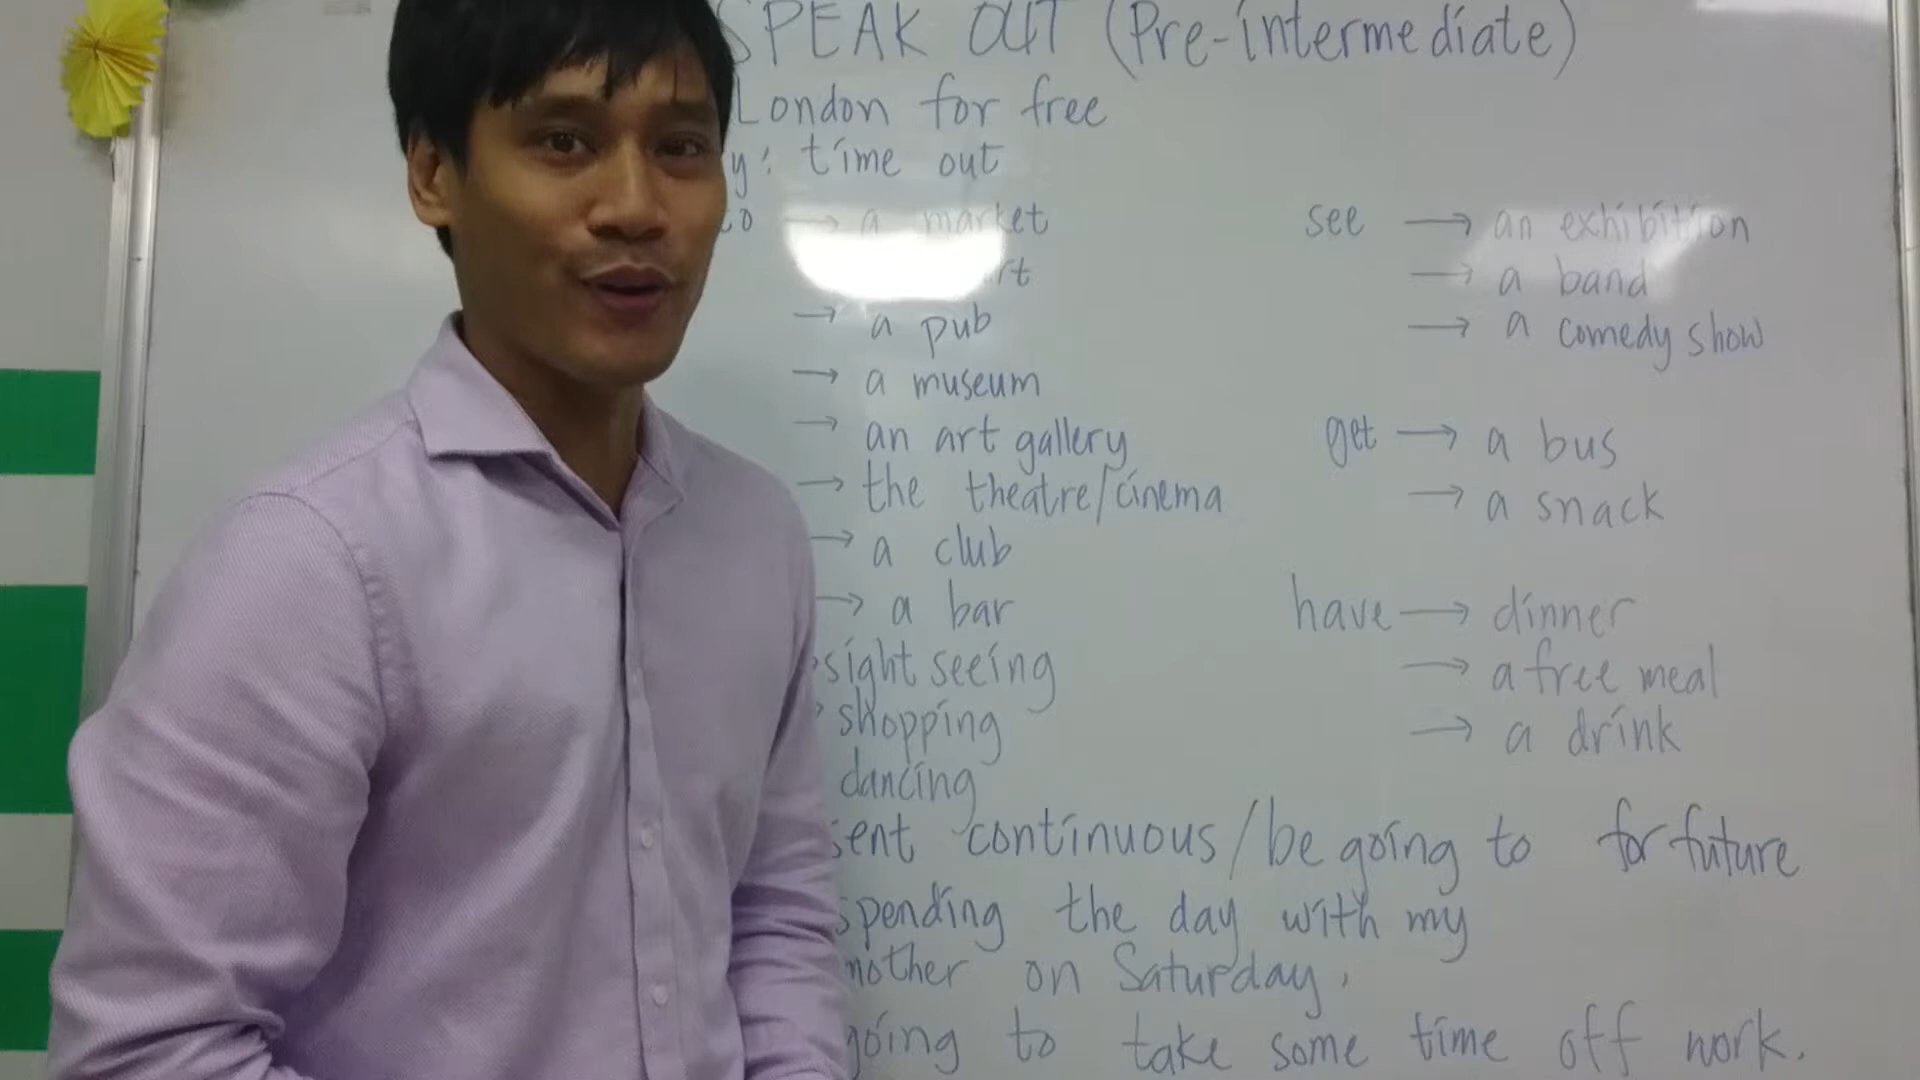 SPEAK OUT (Pre-intermediate)
London for free
y: time out
to → a market
rt
→ a pub
→ a museum
→ an art gallery
→ the theatre/cinema
→ a club
→ a bar
sight seeing
shopping
dancing
see → an exhibition
→ a band
→ a comedy show
get → a bus
→ a snack
have → dinner
→ a free meal
→ a drink
sent continuous/be going to for future
spending the day with my
mother on Saturday.
going to take some time off work.